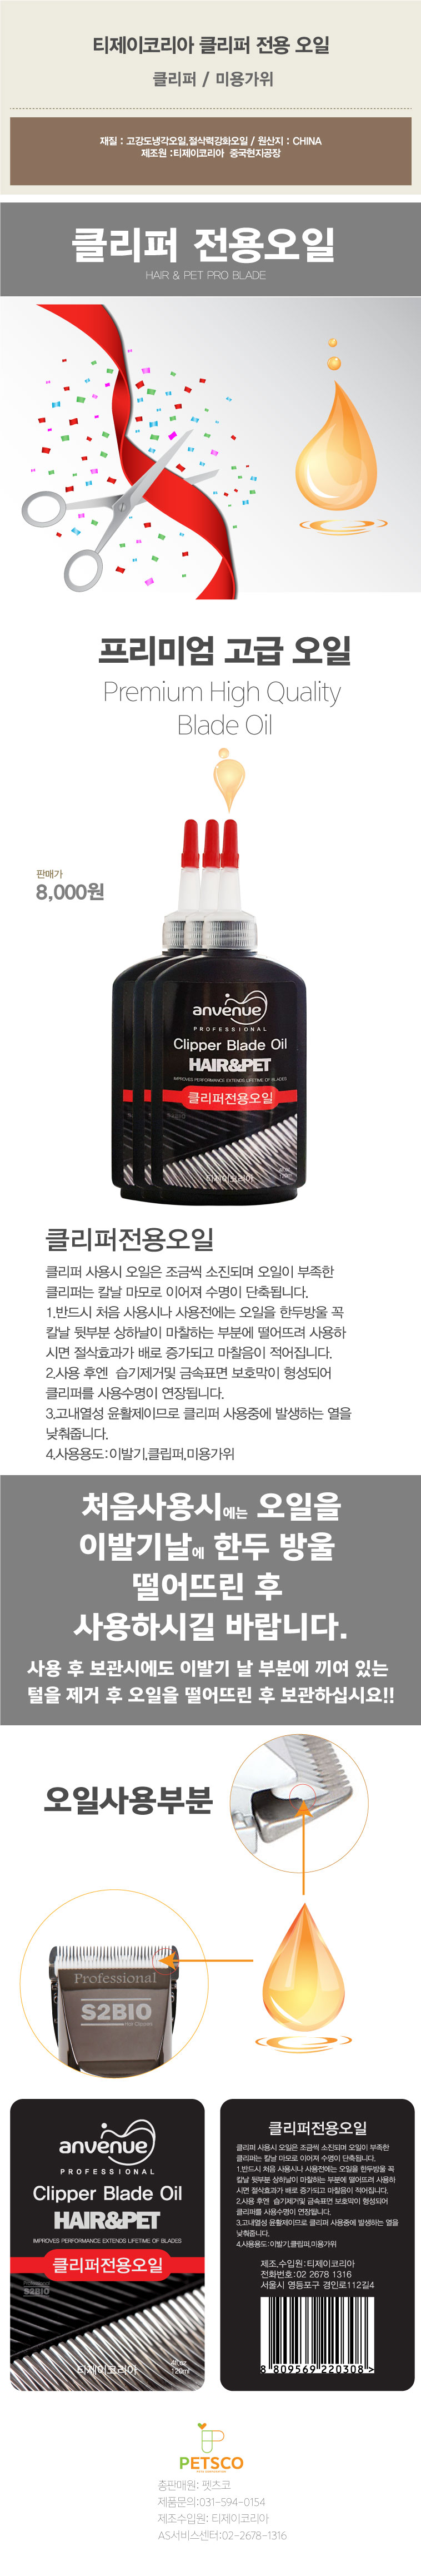 티제이코리아 클리퍼 전용 오일
클리퍼 / 미용가위
재질 : 고강도냉각오일,절삭력강화오일 / 원산지 : CHINA
제조원 :티제이코리아 중국현지공장
클리퍼 전용오일
HAIR & PET PRO BLADE
프리미엄 고급 오일
Premium High Quality
Blade Oil
판매가
8,000원
anvenue
PROFESSIONAL
Clipper Blade Oil
HAIR&PET
IMPROVES PERFORMANCE EXTENDS LIFETIME OF BLADES
클리퍼전용오일
티제이코리아
클리퍼전용오일
클리퍼 사용시 오일은 조금씩 소진되며 오일이 부족한
클리퍼는 칼날 마모로 이어져 수명이 단축됩니다.
1.반드시 처음 사용시나 사용전에는 오일을 한두방울 꼭
칼날 뒷부분 상하날이 마찰하는 부분에 떨어뜨려 사용하
시면 절삭효과가 배로 증가되고 마찰음이 적어집니다.
2.사용 후엔 습기제거및 금속표면 보호막이 형성되어
클리퍼를 사용수명이 연장됩니다.
3.고내열성 윤활제이므로 클리퍼 사용중에 발생하는 열을
낮춰줍니다.
4.사용용도:이발기,클립퍼,미용가위
처음사용시에는 오일을
이발기날에 한두 방울
떨어뜨린 후
사용하시길 바랍니다.
사용 후 보관시에도 이발기 날 부분에 끼여 있는
털을 제거 후 오일을 떨어뜨린 후 보관하십시요!!
오일사용부분
Professional
S2BIO
Hair Clippers
anvenue
PROFESSIONAL
Clipper Blade Oil
HAIR&PET
IMPROVES PERFORMANCE EXTENDS LIFETIME OF BLADES
클리퍼전용오일
S2BIO
티제이코리아
4fl.oz
120ml
클리퍼전용오일
클리퍼 사용시 오일은 조금씩 소진되며 오일이 부족한
클리퍼는 칼날 마모로 이어져 수명이 단축됩니다.
1.반드시 처음 사용시나 사용전에는 오일을 한두방울 꼭
칼날 뒷부분 상하날이 마찰하는 부분에 떨어뜨려 사용하
시면 절삭효과가 배로 증가되고 마찰음이 적어집니다.
2.사용 후엔 습기제거및 금속표면 보호막이 형성되어
클리퍼를 사용수명이 연장됩니다.
3.고내열성 윤활제이므로 클리퍼 사용중에 발생하는 열을
낮춰줍니다.
4.사용용도:이발기,클립퍼,미용가위
제조,수입원:티제이코리아
전화번호:02 2678 1316
서울시 영등포구 경인로112길4
8 809569 220308 >
PETSCO
총판매원: 펫츠코
제품문의:031-594-0154
제조수입원: 티제이코리아
AS서비스센터:02-2678-1316